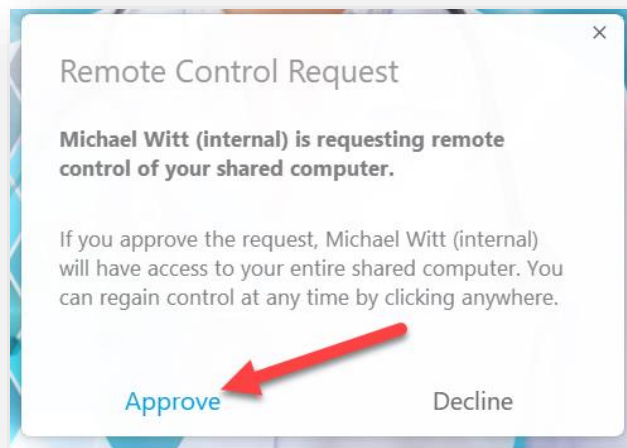 Remote Control Request
Michael Witt (internal) is requesting remote
control of your shared computer.
If you approve the request, Michael Witt (internal)
will have access to your entire shared computer. You
can regain control at any time by clicking anywhere.
Approve Decline